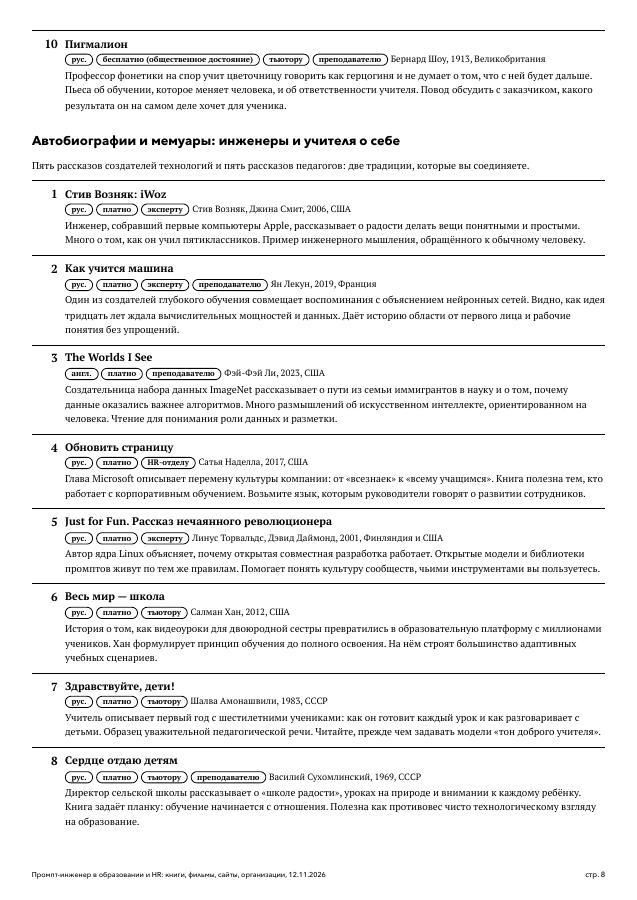 10 Пигмалион
рус. бесплатно (общественное достояние) тьютору преподавателю Бернард Шоу, 1913, Великобритания
Профессор фонетики на спор учит цветочницу говорить как герцогиня и не думает о том, что с ней будет дальше.
Пьеса об обучении, которое меняет человека, и об ответственности учителя. Повод обсудить с заказчиком, какого
результата он на самом деле хочет для ученика.
Автобиографии и мемуары: инженеры и учителя о себе
Пять рассказов создателей технологий и пять рассказов педагогов: две традиции, которые вы соединяете.
1 Стив Возняк: iWoz
рус. платно эксперту Стив Возняк, Джина Смит, 2006, США
Инженер, собравший первые компьютеры Apple, рассказывает о радости делать вещи понятными и простыми.
Много о том, как он учил пятиклассников. Пример инженерного мышления, обращённого к обычному человеку.
2 Как учится машина
рус. платно эксперту преподавателю Ян Лекун, 2019, Франция
Один из создателей глубокого обучения совмещает воспоминания с объяснением нейронных сетей. Видно, как идея
тридцать лет ждала вычислительных мощностей и данных. Даёт историю области от первого лица и рабочие
понятия без упрощений.
3 The Worlds I See
англ. платно преподавателю Фэй-Фэй Ли, 2023, США
Создательница набора данных ImageNet рассказывает о пути из семьи иммигрантов в науку и о том, почему
данные оказались важнее алгоритмов. Много размышлений об искусственном интеллекте, ориентированном на
человека. Чтение для понимания роли данных и разметки.
4 Обновить страницу
рус. платно HR-отделу Сатья Наделла, 2017, США
Глава Microsoft описывает перемену культуры компании: от «всезнаек» к «всему учащимся». Книга полезна тем, кто
работает с корпоративным обучением. Возьмите язык, которым руководители говорят о развитии сотрудников.
5 Just for Fun. Рассказ нечаянного революционера
рус. платно эксперту Линус Торвальдс, Дэвид Даймонд, 2001, Финляндия и США
Автор ядра Linux объясняет, почему открытая совместная разработка работает. Открытые модели и библиотеки
промптов живут по тем же правилам. Помогает понять культуру сообществ, чьими инструментами вы пользуетесь.
6 Весь мир — школа
рус. платно тьютору Салман Хан, 2012, США
История о том, как видеоуроки для двоюродной сестры превратились в образовательную платформу с миллионами
учеников. Хан формулирует принцип обучения до полного освоения. На нём строят большинство адаптивных
учебных сценариев.
7 Здравствуйте, дети!
рус. платно тьютору Шалва Амонашвили, 1983, СССР
Учитель описывает первый год с шестилетними учениками: как он готовит каждый урок и как разговаривает с
детьми. Образец уважительной педагогической речи. Читайте, прежде чем задавать модели «тон доброго учителя».
8 Сердце отдаю детям
рус. платно тьютору преподавателю Василий Сухомлинский, 1969, СССР
Директор сельской школы рассказывает о «школе радости», уроках на природе и внимании к каждому ребёнку.
Книга задаёт планку: обучение начинается с отношения. Полезна как противовес чисто технологическому взгляду
на образование.
Промпт-инженер в образовании и HR: книги, фильмы, сайты, организации, 12.11.2026
стр. 8